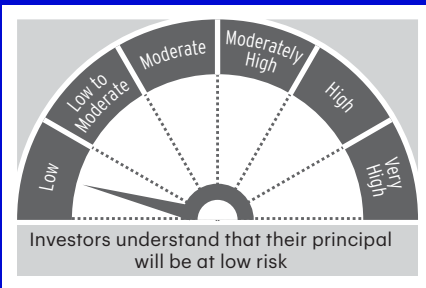 Low
Low to
Moderate
Moderate
Moderately
High
High
Very
High
Investors understand that their principal
will be at low risk